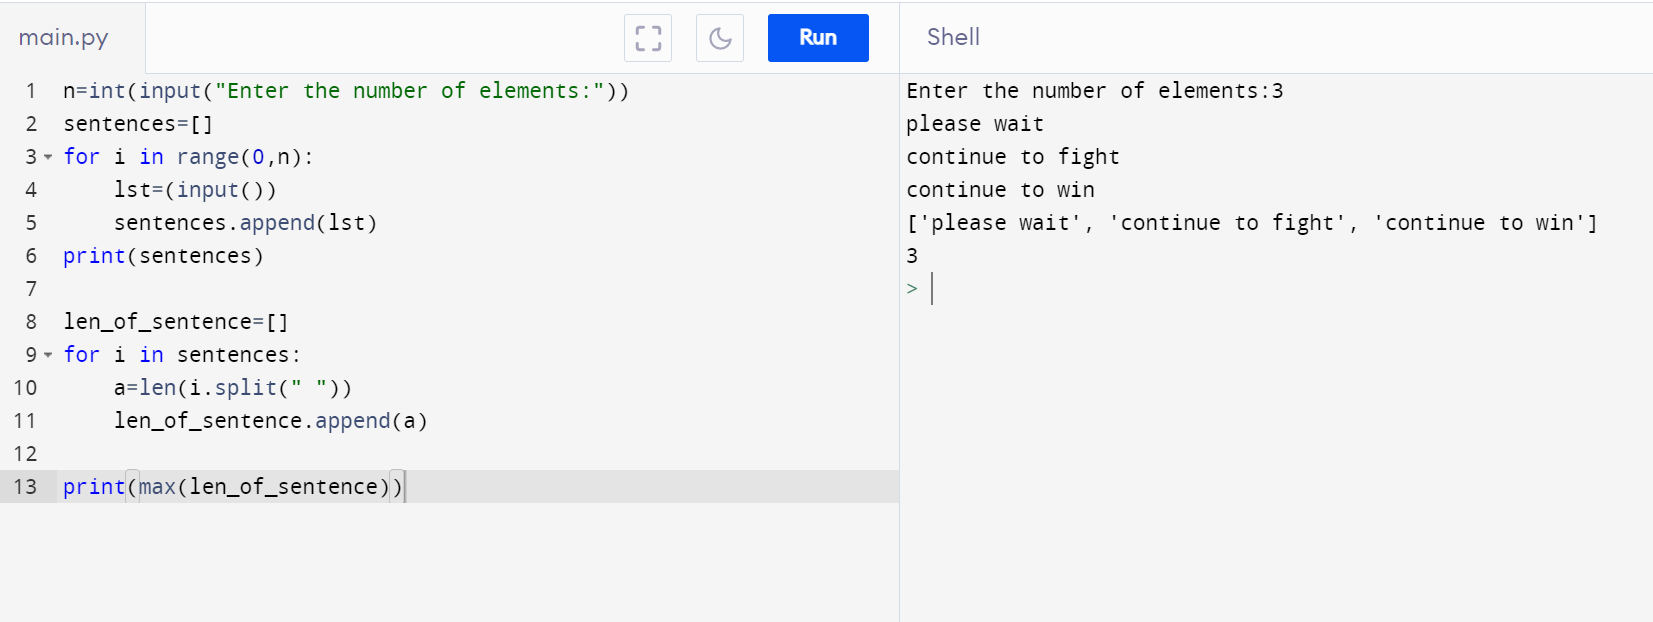 main.py
Run
Shell
1 n=int(input("Enter the number of elements:"))
2 sentences=[]
3 for i in range(0,n):
4     lst=(input())
5     sentences.append(lst)
6 print(sentences)
7
8 len_of_sentence=[]
9 for i in sentences:
10     a=len(i.split(" "))
11     len_of_sentence.append(a)
12
13 print(max(len_of_sentence))
Enter the number of elements:3
please wait
continue to fight
continue to win
['please wait', 'continue to fight', 'continue to win']
3
>